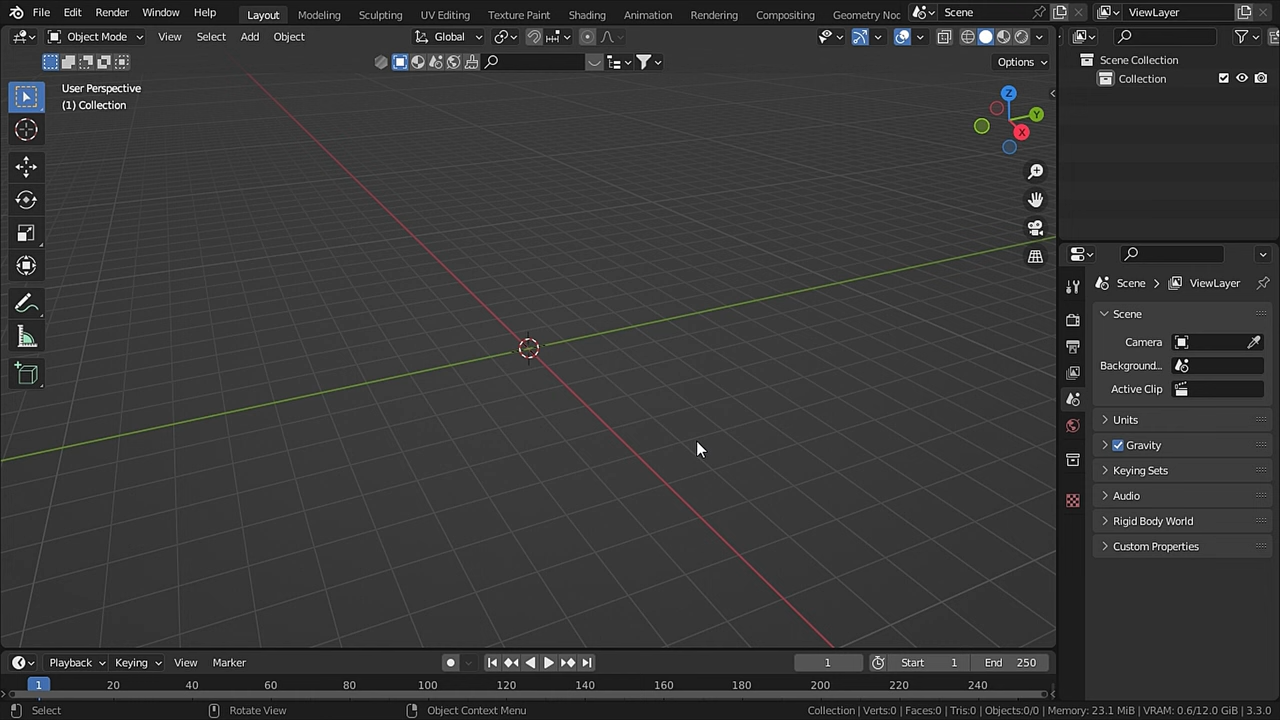 File Edit Render Window Help Layout Modeling Sculpting UV Editing Texture Paint Shading Animation Rendering Compositing Geometry Noc Scene ViewLayer
Object Mode View Select Add Object Global
Options
User Perspective
(1) Collection
Z
Y
X
Scene Collection
Collection
Scene > ViewLayer
Scene
Camera
Background...
Active Clip
Units
Gravity
Keying Sets
Audio
Rigid Body World
Custom Properties
Playback Keying View Marker 1 Start 1 End 250
1 20 40 60 80 100 120 140 160 180 200 220 240
Select Rotate View Object Context Menu Collection | Verts:0 | Faces:0 | Tris:0 | Objects:0/0 | Memory: 23.1 MiB | VRAM: 0.6/12.0 GiB | 3.3.0